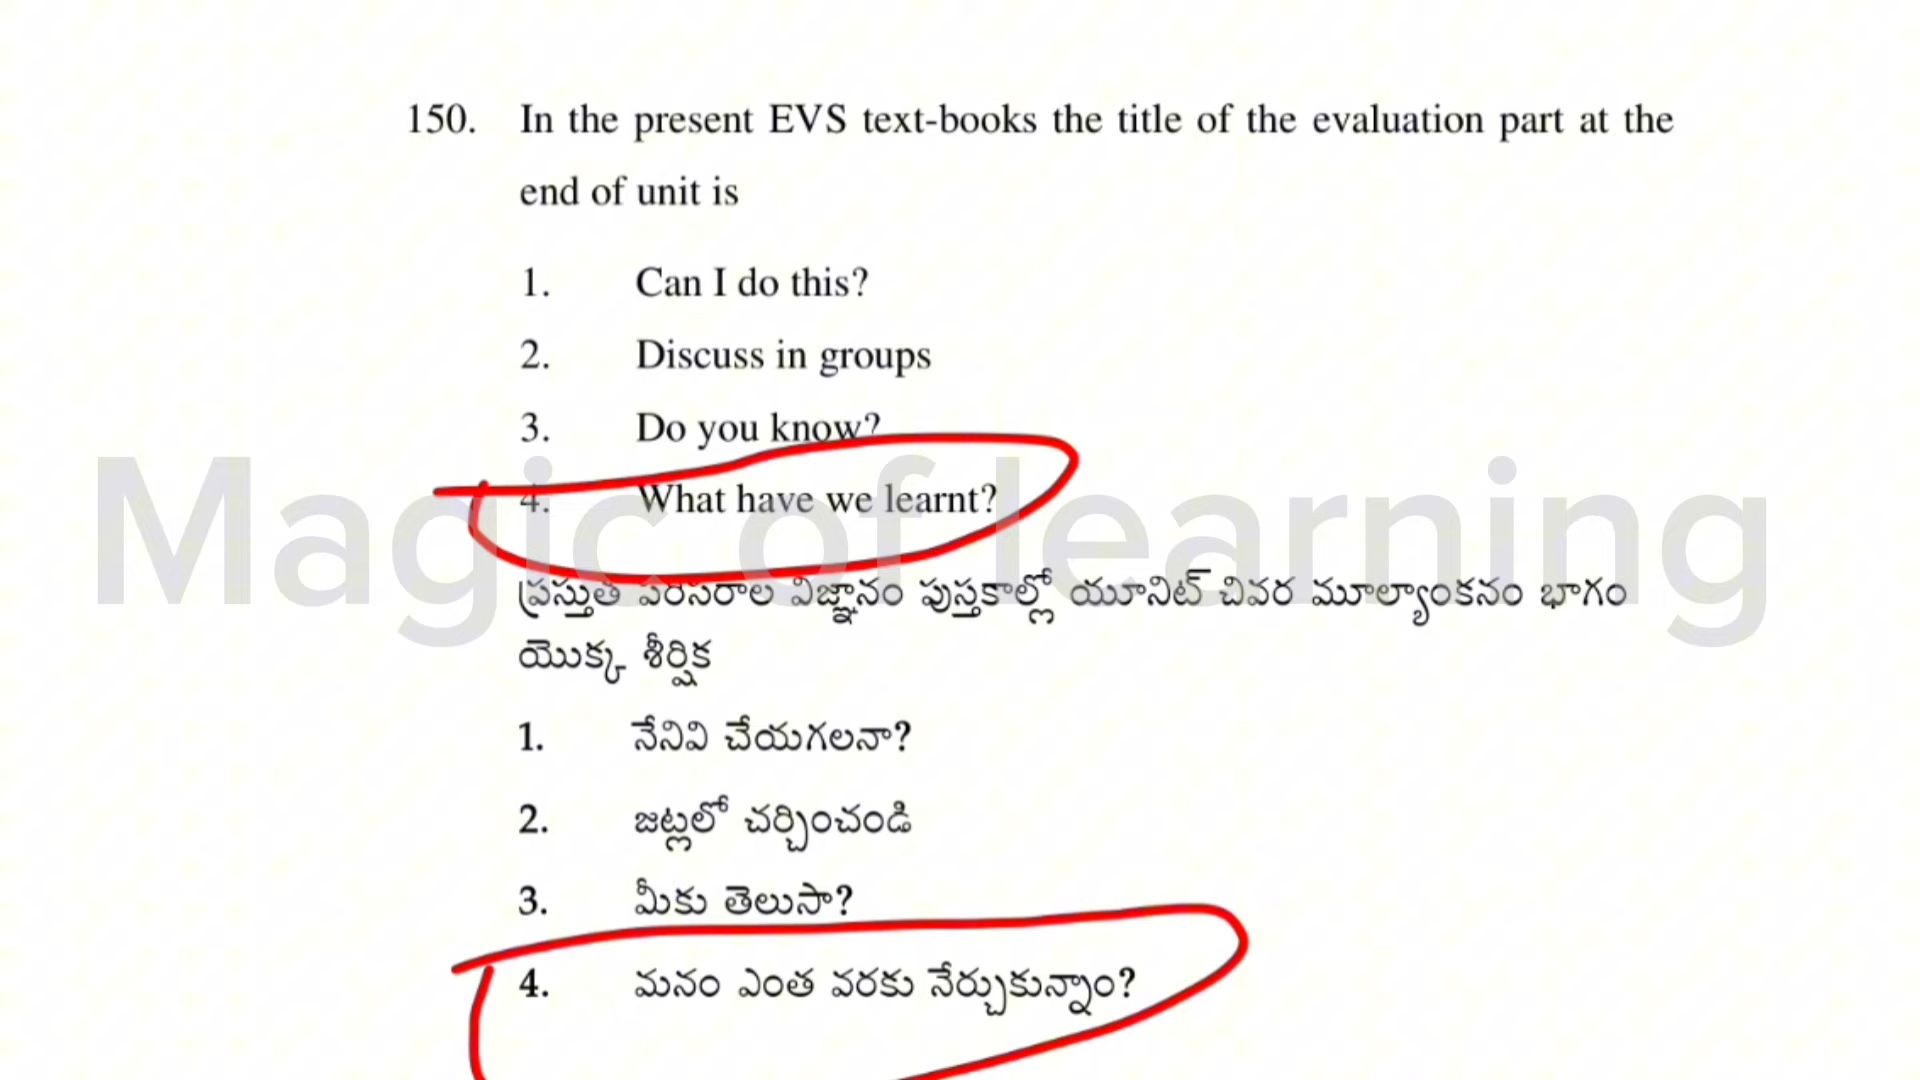 150. In the present EVS text-books the title of the evaluation part at the
end of unit is
1. Can I do this?
2. Discuss in groups
3. Do you know?
4. What have we learnt?
Magic of learning
ప్రస్తుత పరిసరాల విజ్ఞానం పుస్తకాల్లో యూనిట్ చివర మూల్యాంకనం భాగం
యొక్క శీర్షిక
1. నేనివి చేయగలనా?
2. జట్లలో చర్చించండి
3. మీకు తెలుసా?
4. మనం ఎంత వరకు నేర్చుకున్నాం?